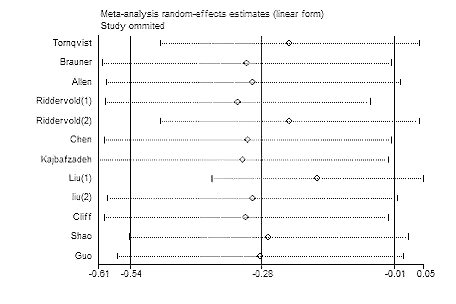 Meta-analysis random-effects estimates (linear form)
Study ommited
Tornqvist
Brauner
Allen
Riddervold(1)
Riddervold(2)
Chen
Kajbafzadeh
Liu(1)
liu(2)
Cliff
Shao
Guo
-0.61 -0.54 -0.28 -0.01 0.05